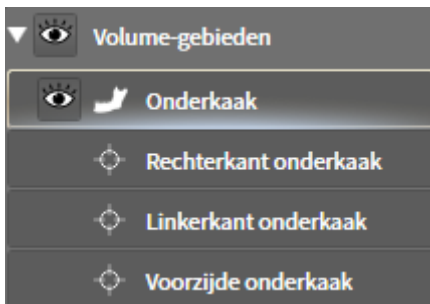 Volume-gebieden
Onderkaak
Rechterkant onderkaak
Linkerkant onderkaak
Voorzijde onderkaak